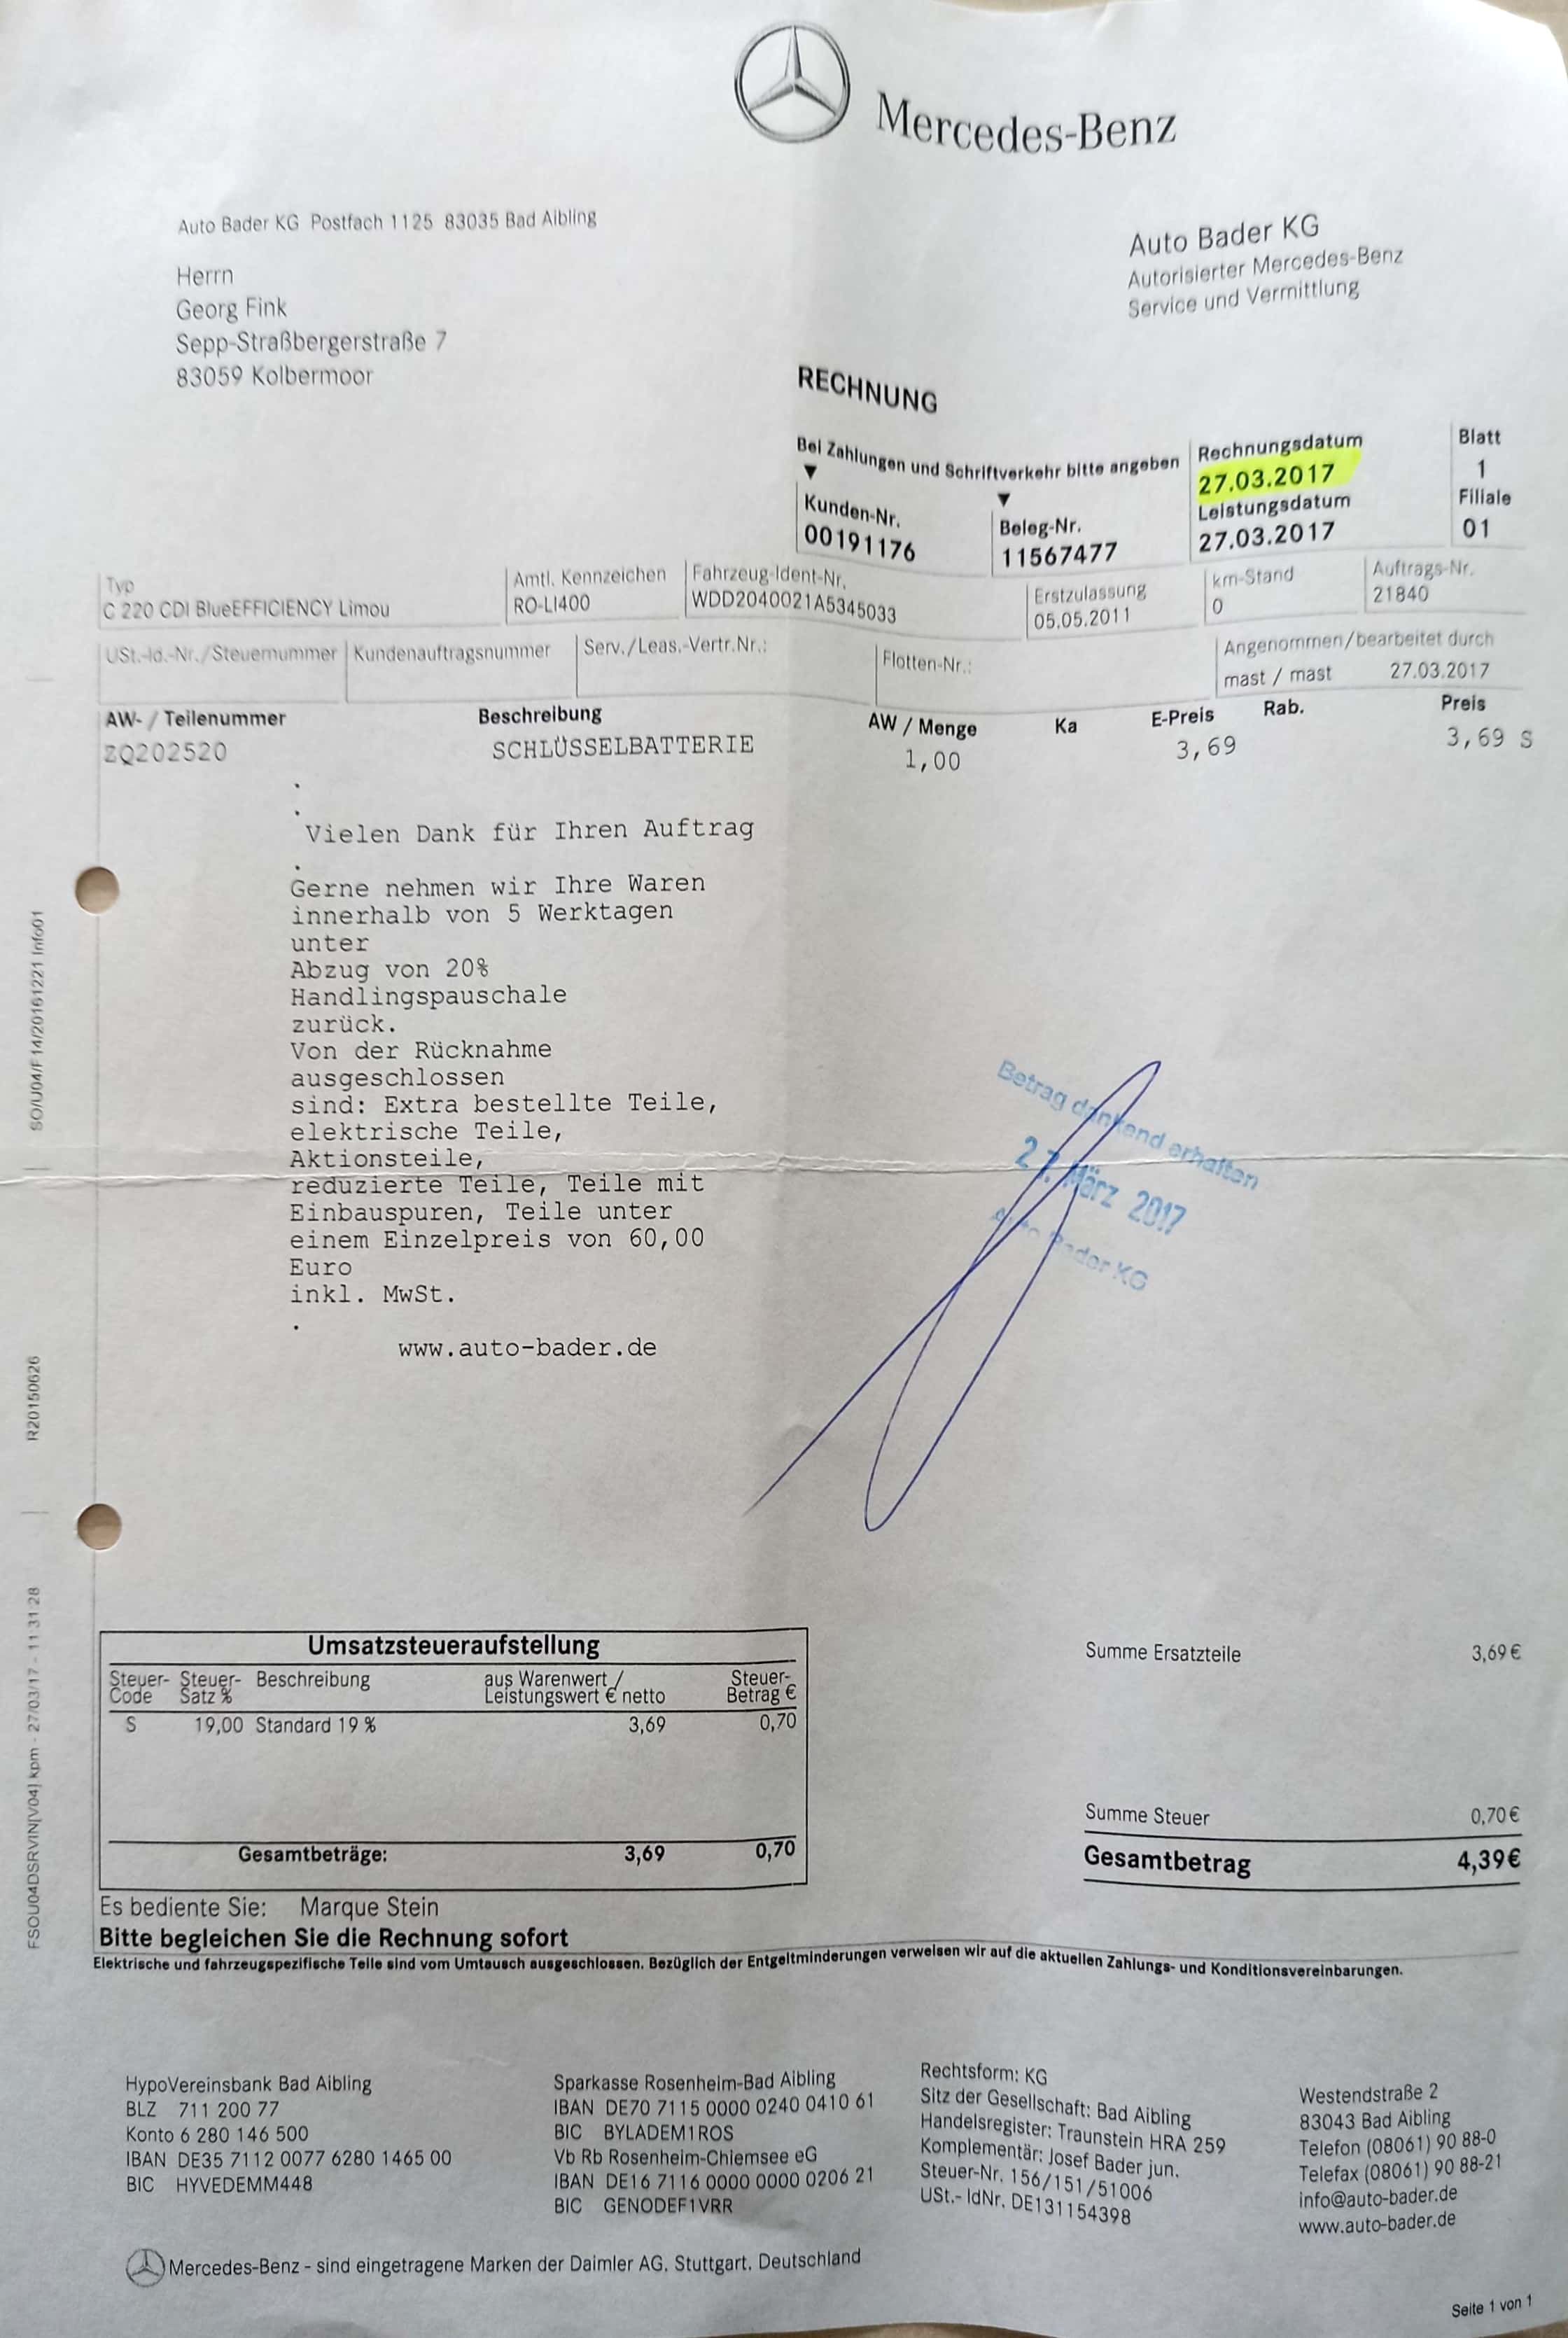 Mercedes-Benz
Auto Bader KG Postfach 1125 83035 Bad Aibling
Auto Bader KG
Autorisierter Mercedes-Benz
Service und Vermittlung
Herrn
Georg Fink
Sepp-Straßbergerstraße 7
83059 Kolbermoor
RECHNUNG
Bei Zahlungen und Schriftverkehr bitte angeben
Rechnungsdatum
Blatt
27.03.2017
1
Kunden-Nr.
Beleg-Nr.
Leistungsdatum
Filiale
00191176
11567477
27.03.2017
01
Typ
Amtl. Kennzeichen
Fahrzeug-Ident-Nr.
Erstzulassung
km-Stand
Auftrags-Nr.
C 220 CDI BlueEFFICIENCY Limou
RO-LI400
WDD2040021A5345033
05.05.2011
0
21840
USt.-Id.-Nr./Steuernummer
Kundenauftragsnummer
Serv./Leas.-Vertr.Nr.:
Flotten-Nr.:
Angenommen/bearbeitet durch
mast / mast 27.03.2017
AW- / Teilenummer Beschreibung AW / Menge Ka E-Preis Rab. Preis
ZQ202520 SCHLÜSSELBATTERIE 1,00 3,69 3,69 S
.
.
Vielen Dank für Ihren Auftrag
.
Gerne nehmen wir Ihre Waren
innerhalb von 5 Werktagen
unter
Abzug von 20%
Handlingspauschale
zurück.
Von der Rücknahme
ausgeschlossen
sind: Extra bestellte Teile,
elektrische Teile,
Aktionsteile,
reduzierte Teile, Teile mit
Einbauspuren, Teile unter
einem Einzelpreis von 60,00
Euro
inkl. MwSt.
.
www.auto-bader.de
Betrag dankend erhalten
27. März 2017
Auto Bader KG
SO/U04/F14/20161221 Info01
R20150626
FSOU04DSRVIN[V04] kpm - 27/03/17 - 11:31:28
Umsatzsteueraufstellung
Steuer-Code Steuer-Satz % Beschreibung aus Warenwert / Leistungswert € netto Steuer-Betrag €
S 19,00 Standard 19 % 3,69 0,70
Gesamtbeträge: 3,69 0,70
Summe Ersatzteile 3,69 €
Summe Steuer 0,70 €
Gesamtbetrag 4,39 €
Es bediente Sie: Marque Stein
Bitte begleichen Sie die Rechnung sofort
Elektrische und fahrzeugspezifische Teile sind vom Umtausch ausgeschlossen. Bezüglich der Entgeltminderungen verweisen wir auf die aktuellen Zahlungs- und Konditionsvereinbarungen.
HypoVereinsbank Bad Aibling
BLZ 711 200 77
Konto 6 280 146 500
IBAN DE35 7112 0077 6280 1465 00
BIC HYVEDEMM448
Sparkasse Rosenheim-Bad Aibling
IBAN DE70 7115 0000 0240 0410 61
BIC BYLADEM1ROS
Vb Rb Rosenheim-Chiemsee eG
IBAN DE16 7116 0000 0000 0206 21
BIC GENODEF1VRR
Rechtsform: KG
Sitz der Gesellschaft: Bad Aibling
Handelsregister: Traunstein HRA 259
Komplementär: Josef Bader jun.
Steuer-Nr. 156/151/51006
USt.- IdNr. DE131154398
Westendstraße 2
83043 Bad Aibling
Telefon (08061) 90 88-0
Telefax (08061) 90 88-21
info@auto-bader.de
www.auto-bader.de
Mercedes-Benz - sind eingetragene Marken der Daimler AG, Stuttgart, Deutschland
Seite 1 von 1